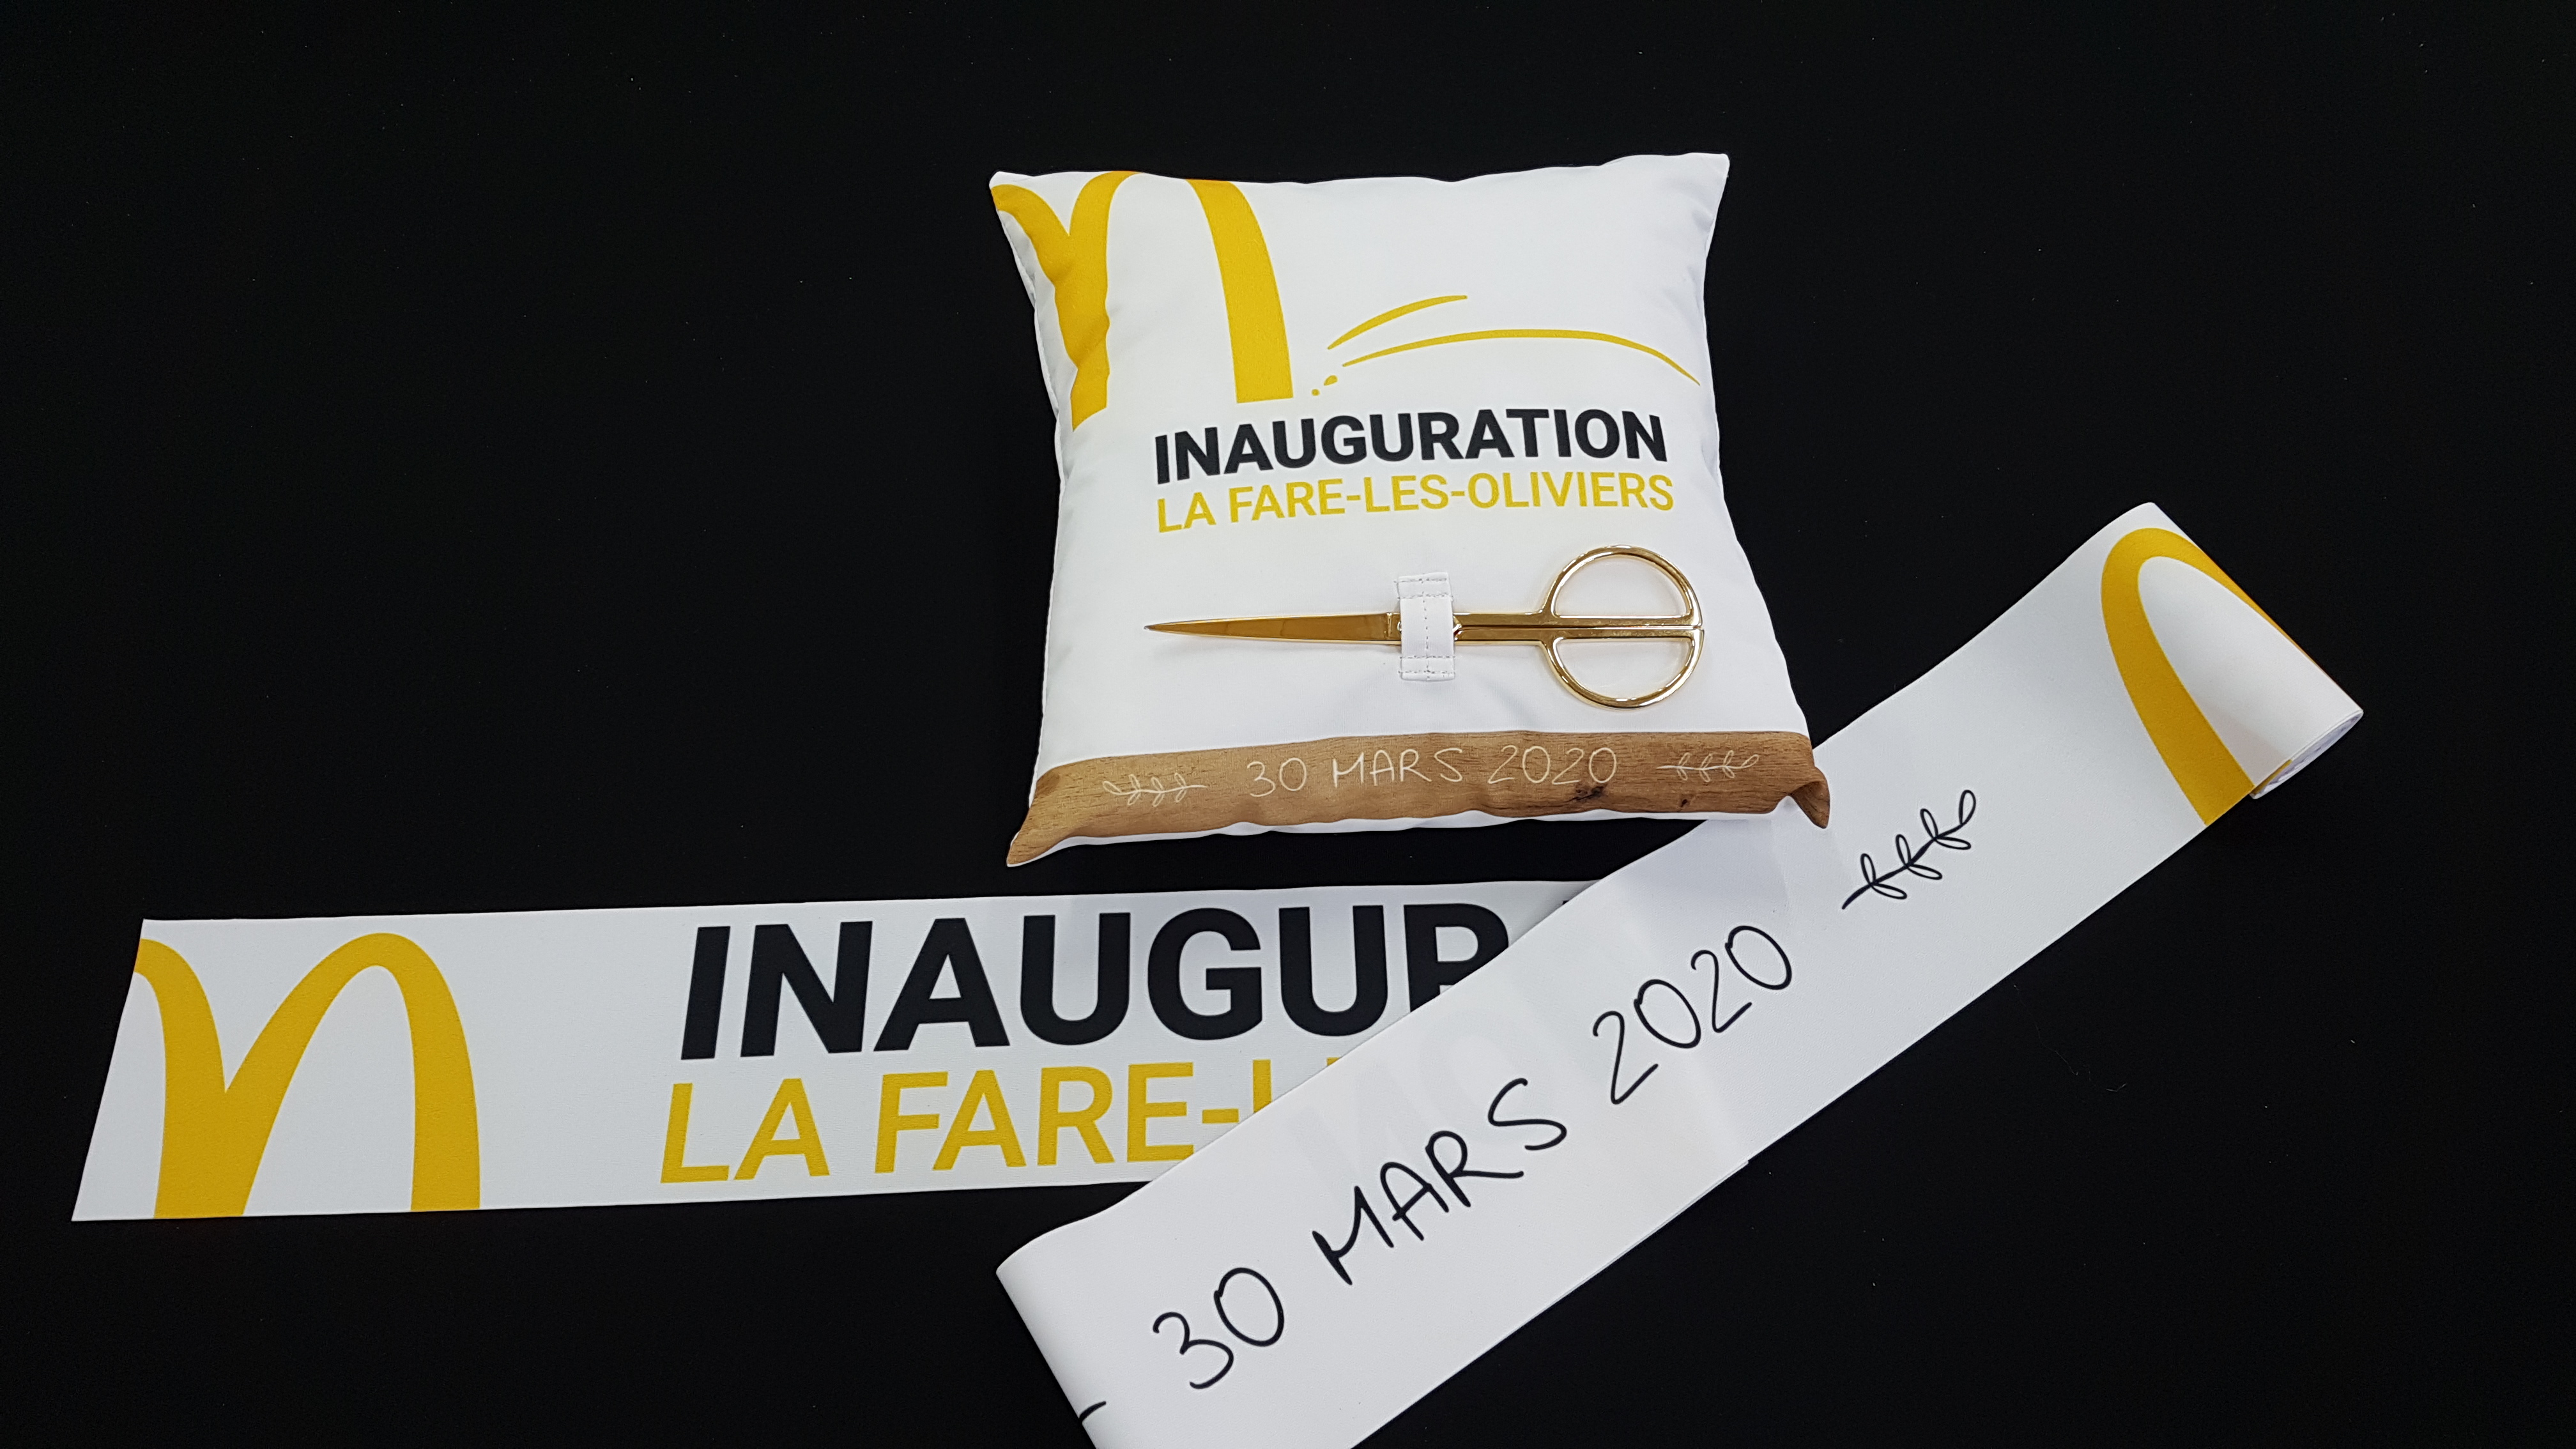 INAUGURATION
LA FARE-LES-OLIVIERS
30 MARS 2020
INAUGUR
LA FARE-L
30 MARS 2020